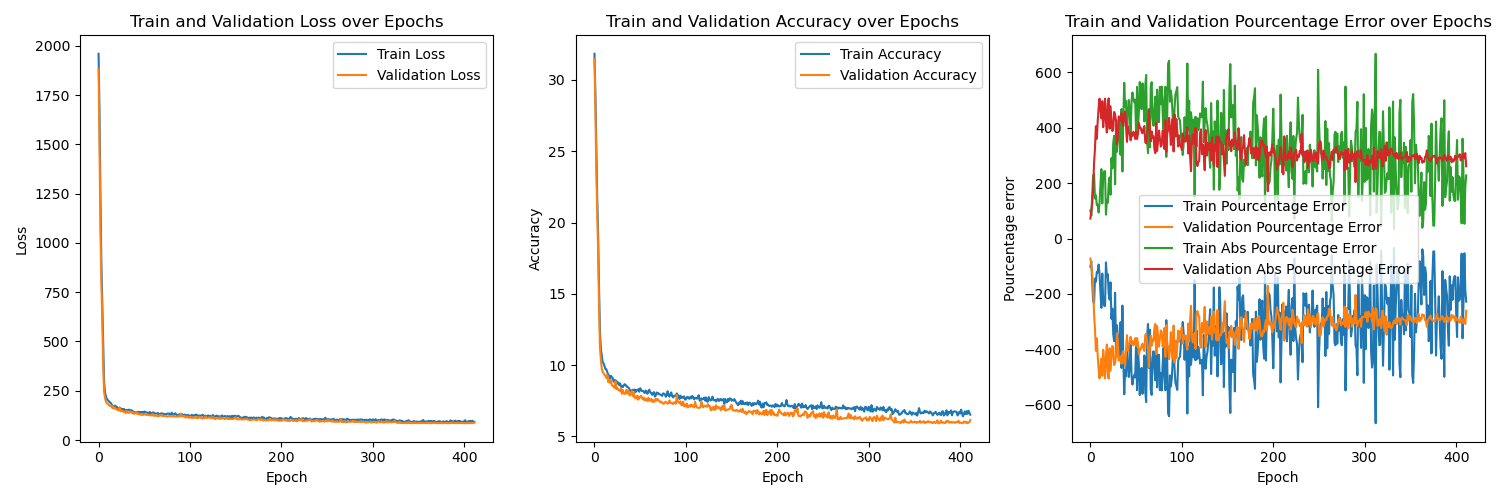 Train and Validation Loss over Epochs
2000
1750
1500
1250
1000
750
500
250
0
Loss
0 100 200 300 400
Epoch
Train Loss
Validation Loss
Train and Validation Accuracy over Epochs
30
25
20
15
10
5
Accuracy
0 100 200 300 400
Epoch
Train Accuracy
Validation Accuracy
Train and Validation Pourcentage Error over Epochs
600
400
200
0
−200
−400
−600
Pourcentage error
0 100 200 300 400
Epoch
Train Pourcentage Error
Validation Pourcentage Error
Train Abs Pourcentage Error
Validation Abs Pourcentage Error